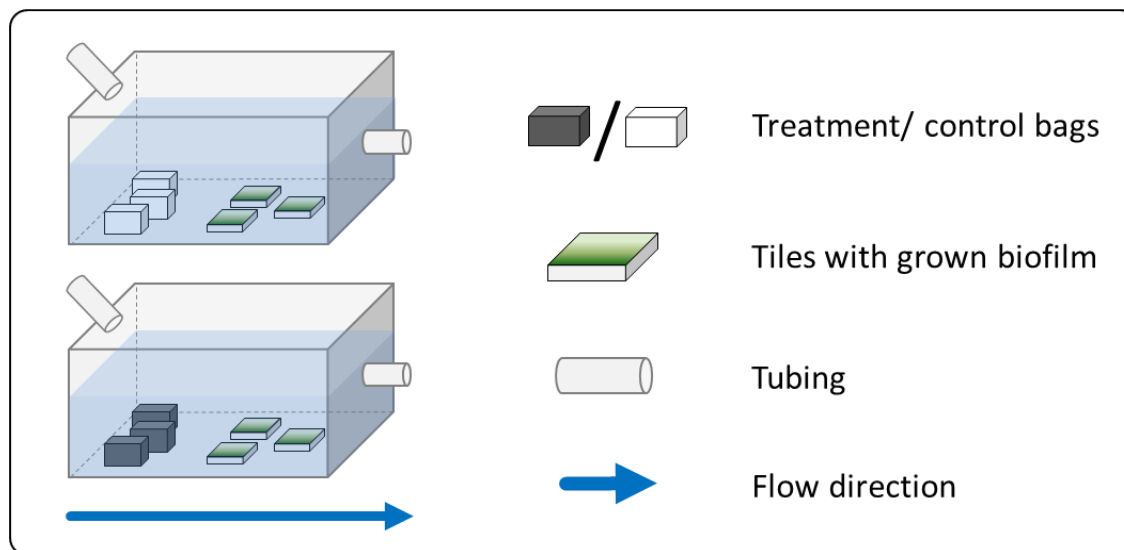 Treatment/ control bags
Tiles with grown biofilm
Tubing
Flow direction